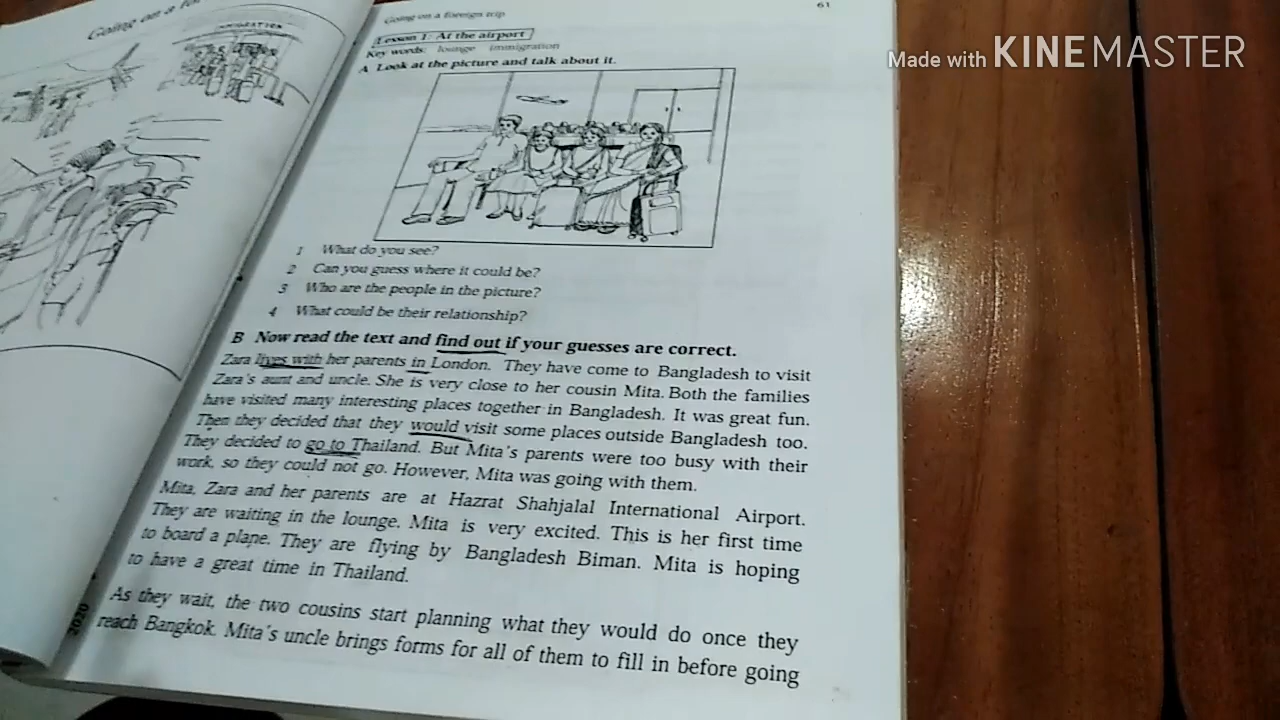 Going on a fo
IMMIGRATION
Going on a foreign trip
61
Lesson 1: At the airport
Key words: lounge immigration
A Look at the picture and talk about it.
1 What do you see?
2 Can you guess where it could be?
3 Who are the people in the picture?
4 What could be their relationship?
B Now read the text and find out if your guesses are correct.
Zara lives with her parents in London. They have come to Bangladesh to visit
Zara's aunt and uncle. She is very close to her cousin Mita. Both the families
have visited many interesting places together in Bangladesh. It was great fun.
Then they decided that they would visit some places outside Bangladesh too.
They decided to go to Thailand. But Mita's parents were too busy with their
work, so they could not go. However, Mita was going with them.
Mita, Zara and her parents are at Hazrat Shahjalal International Airport.
They are waiting in the lounge. Mita is very excited. This is her first time
to board a plane. They are flying by Bangladesh Biman. Mita is hoping
to have a great time in Thailand.
As they wait, the two cousins start planning what they would do once they
reach Bangkok. Mita's uncle brings forms for all of them to fill in before going
2020
Made with KINEMASTER